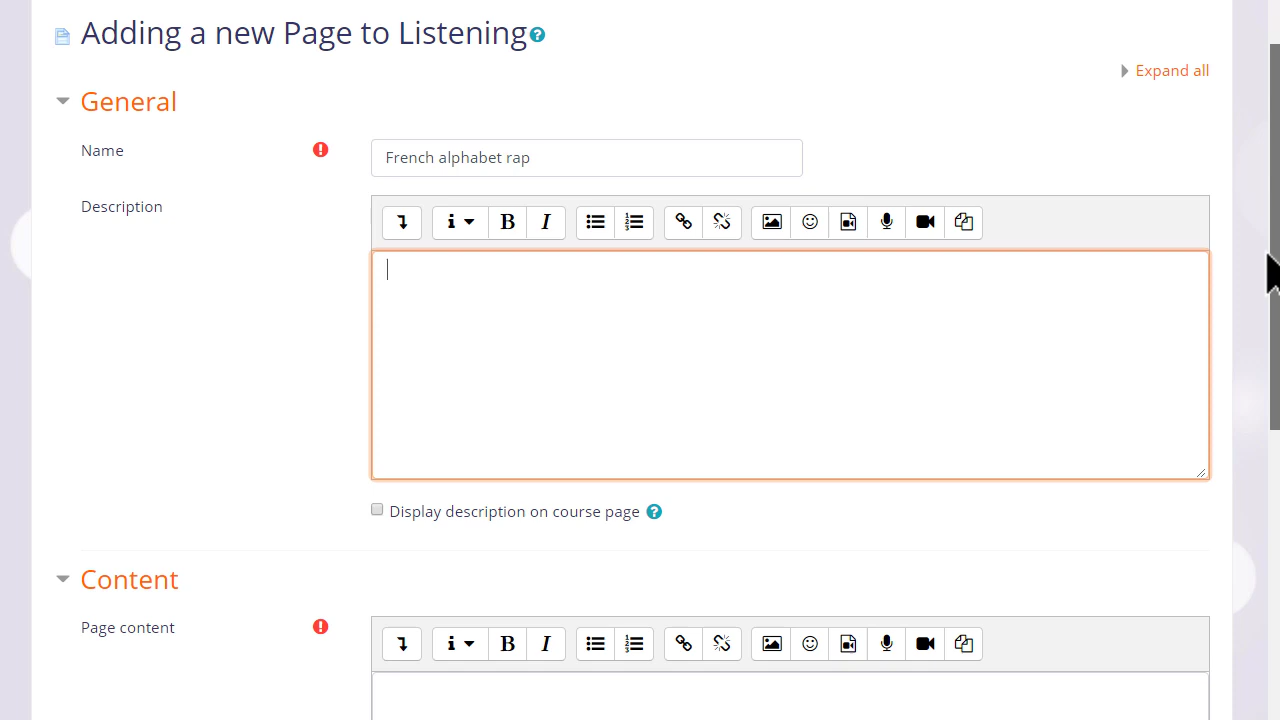 Adding a new Page to Listening
Expand all
General
Name
French alphabet rap
Description
i B I
Display description on course page
Content
Page content
i B I